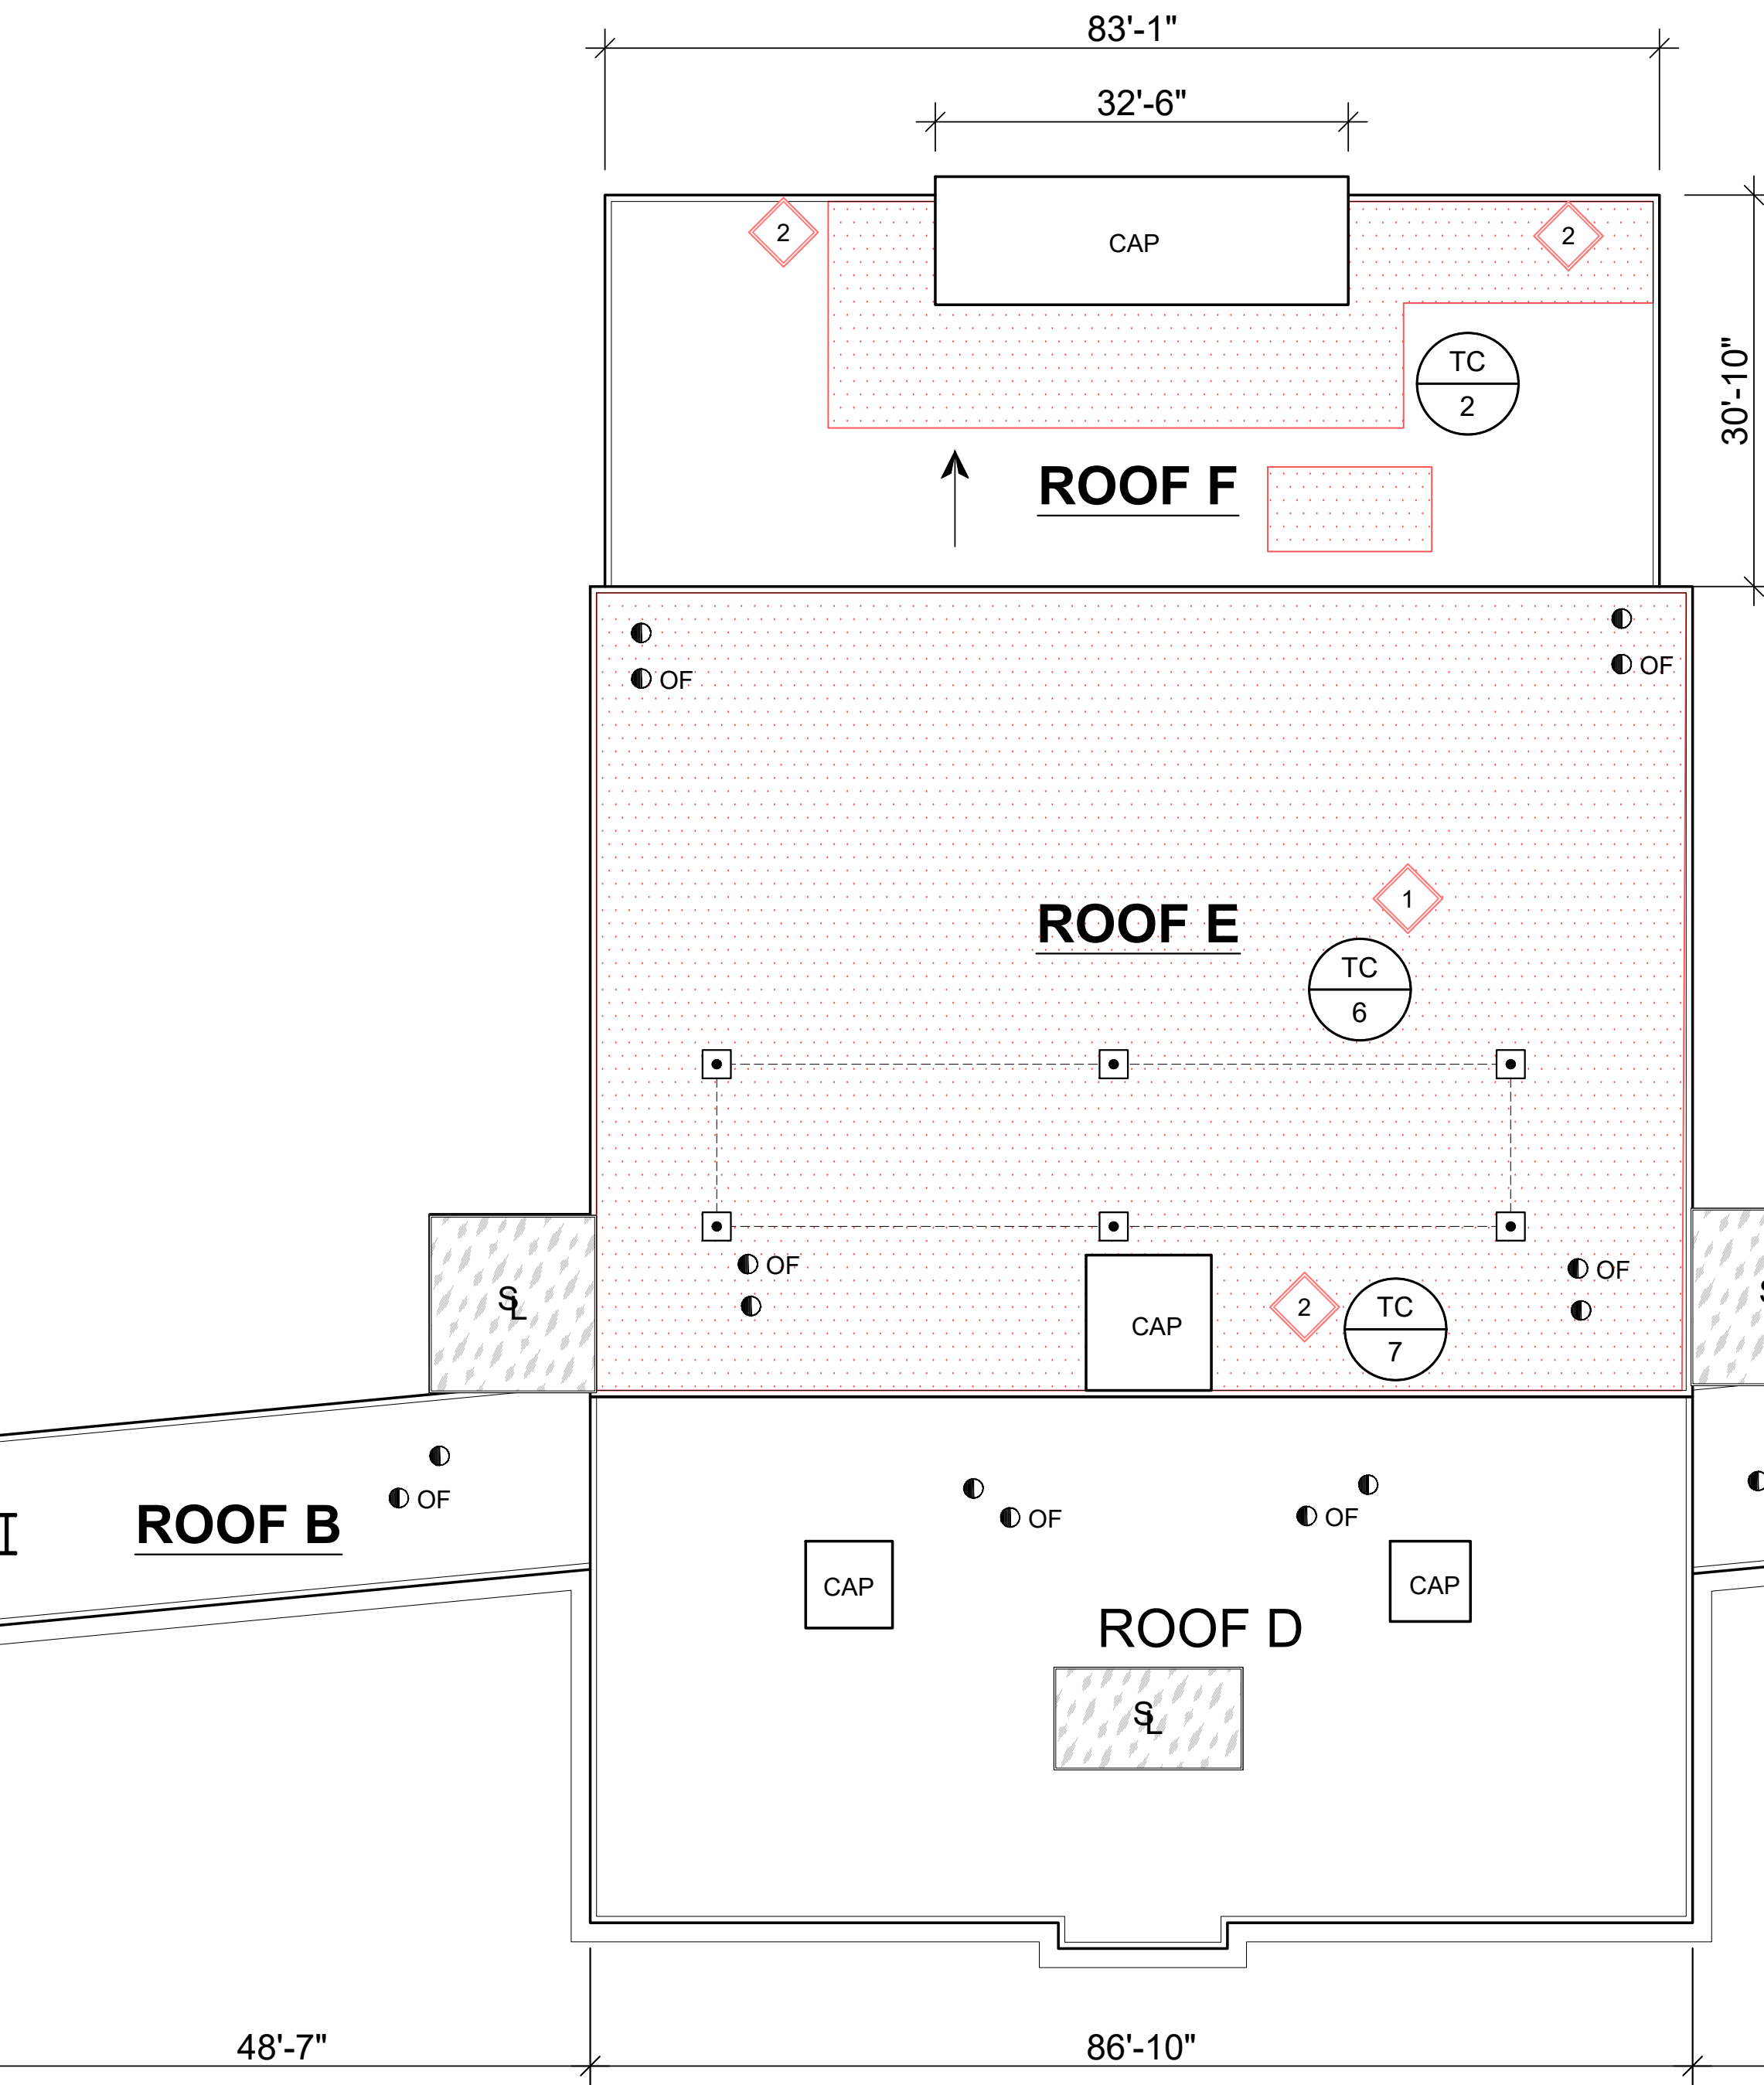 83'-1"
32'-6"
2
CAP
2
TC
2
30'-10"
ROOF F
OF
OF
1
ROOF E
TC
6
OF
OF
SL
CAP
2
TC
7
OF
ROOF B
OF
OF
CAP
CAP
ROOF D
SL
48'-7"
86'-10"